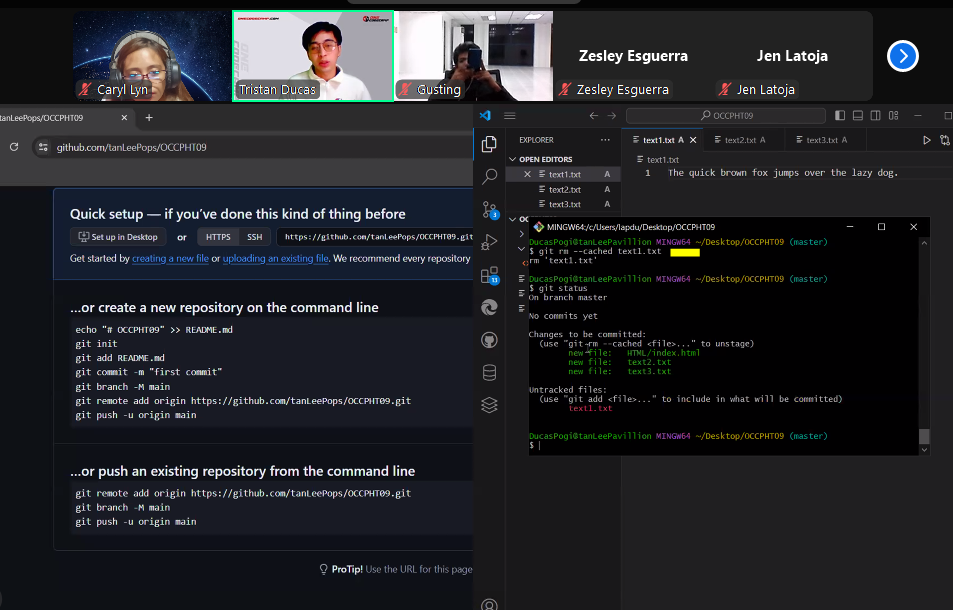 Caryl Lyn
ONECODECAMP.COM
Tristan Ducas
Gusting
Zesley Esguerra
Zesley Esguerra
Jen Latoja
Jen Latoja
tanLeePops/OCCPHT09
github.com/tanLeePops/OCCPHT09
Quick setup — if you've done this kind of thing before
Set up in Desktop or HTTPS SSH https://github.com/tanLeePops/OCCPHT09.git
Get started by creating a new file or uploading an existing file. We recommend every repository
...or create a new repository on the command line
echo "# OCCPHT09" >> README.md
git init
git add README.md
git commit -m "first commit"
git branch -M main
git remote add origin https://github.com/tanLeePops/OCCPHT09.git
git push -u origin main
...or push an existing repository from the command line
git remote add origin https://github.com/tanLeePops/OCCPHT09.git
git branch -M main
git push -u origin main
ProTip! Use the URL for this page
OCCPHT09
EXPLORER
OPEN EDITORS
text1.txt A
text2.txt A
text3.txt A
OC
3
13
text1.txt A
text2.txt A
text3.txt A
text1.txt
1 The quick brown fox jumps over the lazy dog.
MINGW64:/c/Users/lapdu/Desktop/OCCPHT09
DucasPogi@tanLeePavillion MINGW64 ~/Desktop/OCCPHT09 (master)
$ git rm --cached text1.txt
rm 'text1.txt'
DucasPogi@tanLeePavillion MINGW64 ~/Desktop/OCCPHT09 (master)
$ git status
On branch master
No commits yet
Changes to be committed:
(use "git rm --cached <file>..." to unstage)
new file: HTML/index.html
new file: text2.txt
new file: text3.txt
Untracked files:
(use "git add <file>..." to include in what will be committed)
text1.txt
DucasPogi@tanLeePavillion MINGW64 ~/Desktop/OCCPHT09 (master)
$